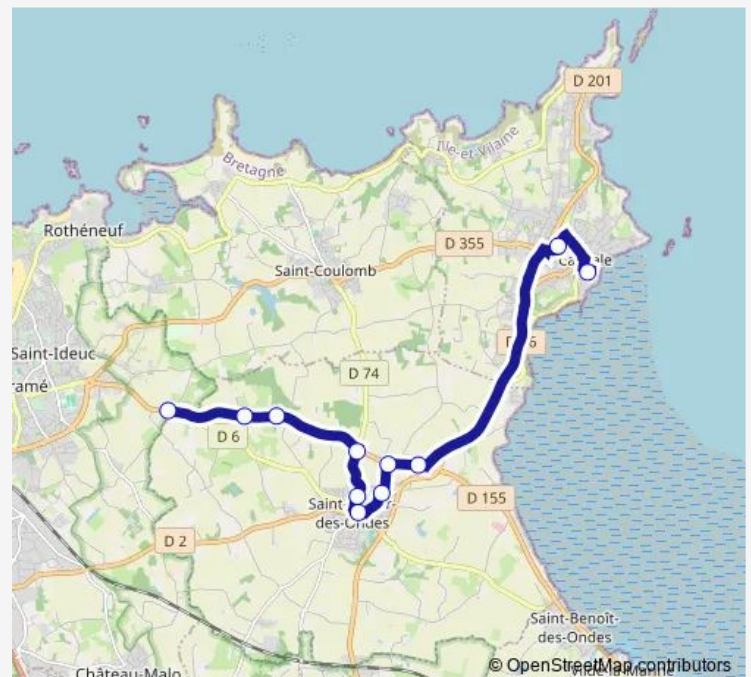 D 201
Ille-et-Vilaine
Bretagne
Rothéneuf
D 355
Saint-Coulomb
Saint-Ideuc
ramé
D 74
D 6
D 155
Saint
des-Ondes
D 2
Saint-Benoît-
des-Ondes
Château-Malo
© OpenStreetMap contributors